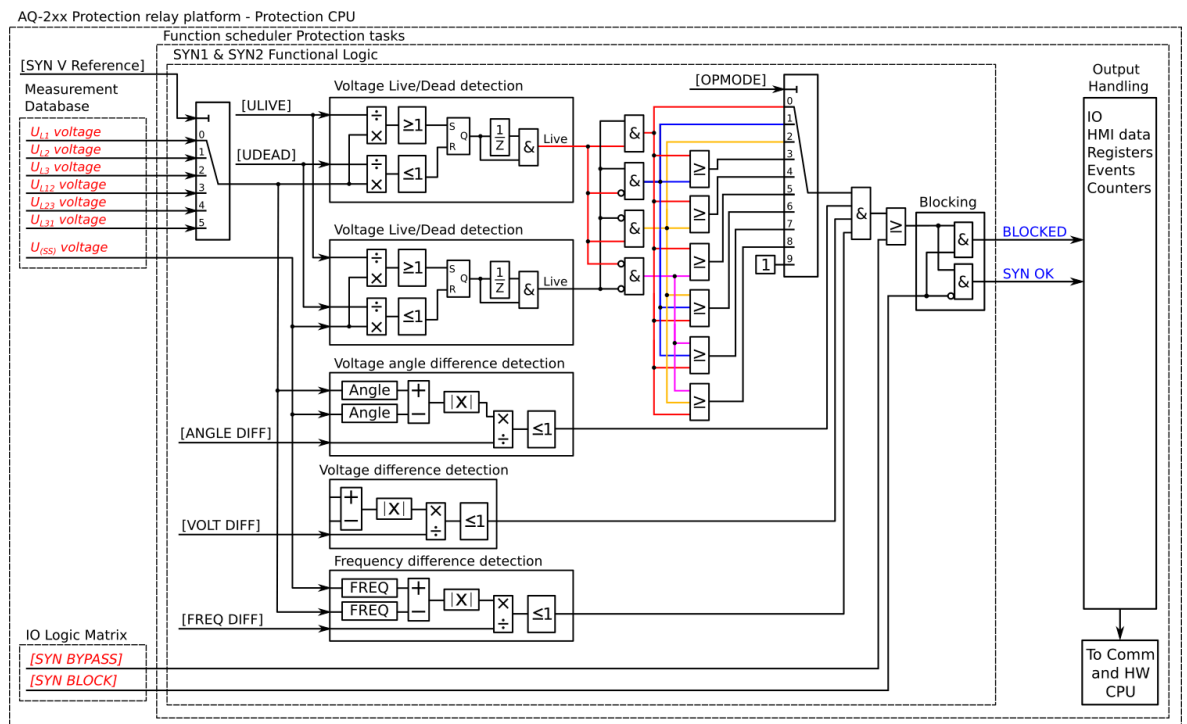 AQ-2xx Protection relay platform - Protection CPU
Function scheduler Protection tasks
SYN1 & SYN2 Functional Logic
[SYN V Reference]
Measurement
Database
UL1 voltage
UL2 voltage
UL3 voltage
UL12 voltage
UL23 voltage
UL31 voltage
U(SS) voltage
0
1
2
3
4
5
[ULIVE]
[UDEAD]
Voltage Live/Dead detection
÷
×
≥1
÷
×
≤1
S
Q
R
1
Z
&
Live
Voltage Live/Dead detection
÷
×
≥1
÷
×
≤1
S
Q
R
1
Z
&
Live
&
&
&
&
≥
≥
≥
≥
≥
≥
[OPMODE]
0
1
2
3
4
5
6
7
8
9
1
&
≥
Blocking
&
&
BLOCKED
SYN OK
Voltage angle difference detection
Angle
Angle
+
−
|X|
×
÷
≤1
[ANGLE DIFF]
Voltage difference detection
+
−
|X|
×
÷
≤1
[VOLT DIFF]
Frequency difference detection
FREQ
FREQ
+
−
|X|
×
÷
≤1
[FREQ DIFF]
IO Logic Matrix
[SYN BYPASS]
[SYN BLOCK]
Output
Handling
IO
HMI data
Registers
Events
Counters
To Comm
and HW
CPU